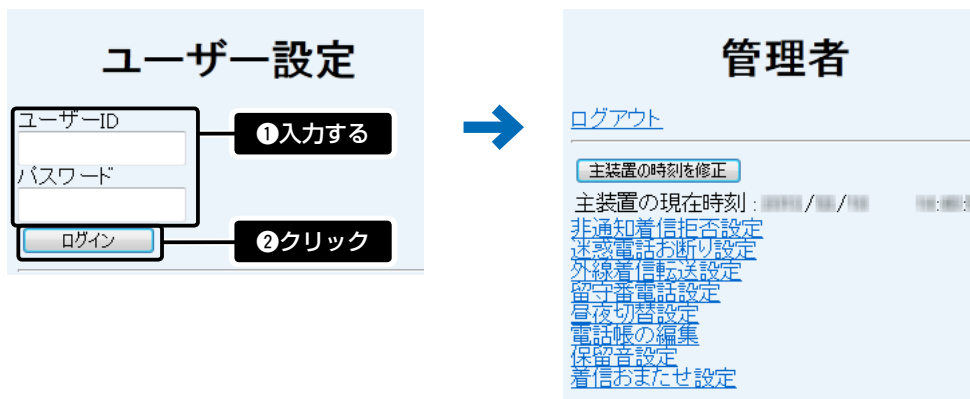 ユーザー設定
ユーザーID
❶入力する
パスワード
ログイン
❷クリック
管理者
ログアウト
主装置の時刻を修正
主装置の現在時刻 : / /
非通知着信拒否設定
迷惑電話お断り設定
外線着信転送設定
留守番電話設定
昼夜切替設定
電話帳の編集
保留音設定
着信おまたせ設定